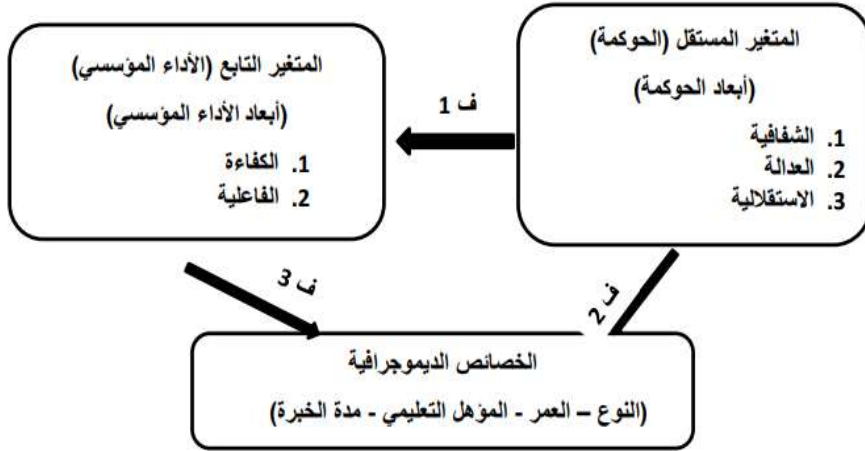 المتغير المستقل (الحوكمة)
(أبعاد الحوكمة)
1. الشفافية
2. العدالة
3. الاستقلالية
ف 1
المتغير التابع (الأداء المؤسسي)
(أبعاد الأداء المؤسسي)
1. الكفاءة
2. الفاعلية
ف 2
ف 3
الخصائص الديموجرافية
(النوع – العمر - المؤهل التعليمي - مدة الخبرة)